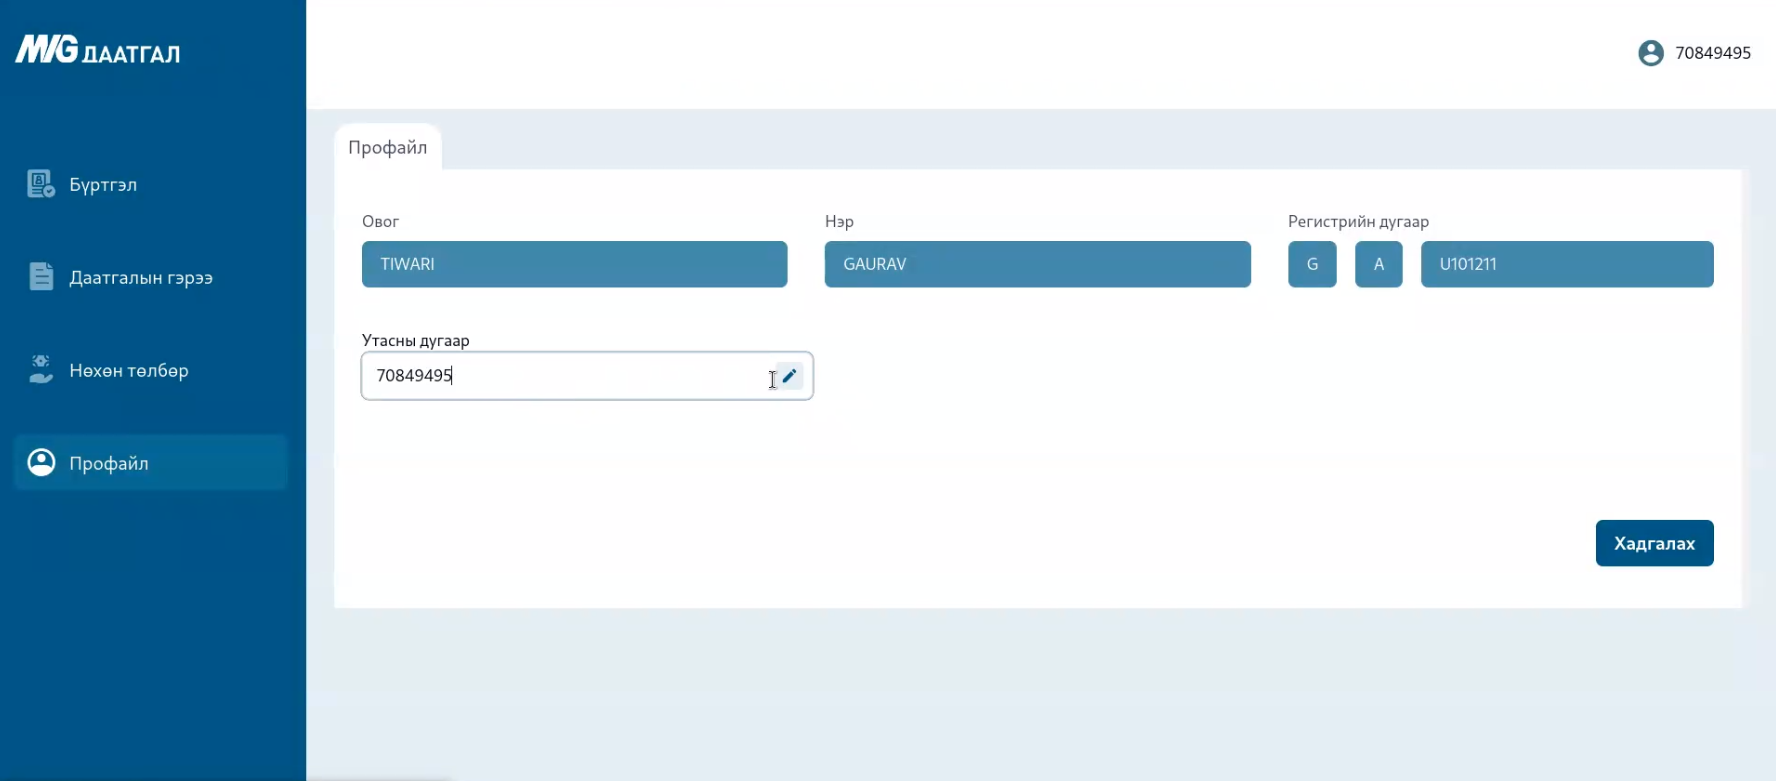 MIG ДААТГАЛ
70849495
Бүртгэл
Даатгалын гэрээ
Нөхөн төлбөр
Профайл
Профайл
Овог
Нэр
Регистрийн дугаар
TIWARI
GAURAV
G
A
U101211
Утасны дугаар
70849495
Хадгалах